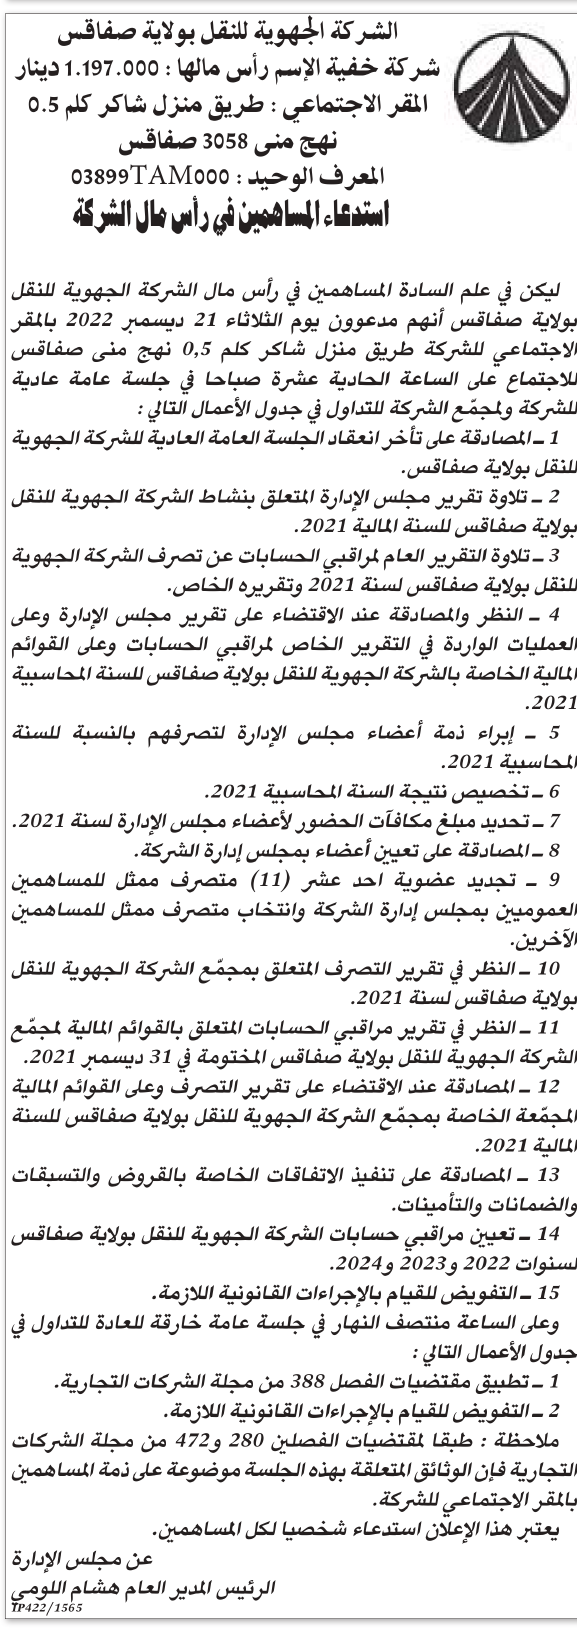 الشركة الجهوية للنقل بولاية صفاقس
شركة خفية الإسم رأس مالها : 1.197.000 دينار
المقر الاجتماعي : طريق منزل شاكر كلم 0.5
نهج منى 3058 صفاقس
المعرف الوحيد : 03899TAM000
استدعاء المساهمين في رأس مال الشركة
ليكن في علم السادة المساهمين في رأس مال الشركة الجهوية للنقل
بولاية صفاقس أنهم مدعوون يوم الثلاثاء 21 ديسمبر 2022 بالمقر
الاجتماعي للشركة طريق منزل شاكر كلم 0,5 نهج منى صفاقس
للاجتماع على الساعة الحادية عشرة صباحا في جلسة عامة عادية
للشركة ولمجمّع الشركة للتداول في جدول الأعمال التالي :
1 ــ المصادقة على تأخر انعقاد الجلسة العامة العادية للشركة الجهوية
للنقل بولاية صفاقس.
2 ــ تلاوة تقرير مجلس الإدارة المتعلق بنشاط الشركة الجهوية للنقل
بولاية صفاقس للسنة المالية 2021.
3 ــ تلاوة التقرير العام لمراقبي الحسابات عن تصرف الشركة الجهوية
للنقل بولاية صفاقس لسنة 2021 وتقريره الخاص.
4 ــ النظر والمصادقة عند الاقتضاء على تقرير مجلس الإدارة وعلى
العمليات الواردة في التقرير الخاص لمراقبي الحسابات وعلى القوائم
المالية الخاصة بالشركة الجهوية للنقل بولاية صفاقس للسنة المحاسبية
2021.
5 ــ إبراء ذمة أعضاء مجلس الإدارة لتصرفهم بالنسبة للسنة
المحاسبية 2021.
6 ــ تخصيص نتيجة السنة المحاسبية 2021.
7 ــ تحديد مبلغ مكافآت الحضور لأعضاء مجلس الإدارة لسنة 2021.
8 ــ المصادقة على تعيين أعضاء بمجلس إدارة الشركة.
9 ــ تجديد عضوية احد عشر (11) متصرف ممثل للمساهمين
العموميين بمجلس إدارة الشركة وانتخاب متصرف ممثل للمساهمين
الآخرين.
10 ــ النظر في تقرير التصرف المتعلق بمجمّع الشركة الجهوية للنقل
بولاية صفاقس لسنة 2021.
11 ــ النظر في تقرير مراقبي الحسابات المتعلق بالقوائم المالية لمجمّع
الشركة الجهوية للنقل بولاية صفاقس المختومة في 31 ديسمبر 2021.
12 ــ المصادقة عند الاقتضاء على تقرير التصرف وعلى القوائم المالية
المجمّعة الخاصة بمجمّع الشركة الجهوية للنقل بولاية صفاقس للسنة
المالية 2021.
13 ــ المصادقة على تنفيذ الاتفاقات الخاصة بالقروض والتسبقات
والضمانات والتأمينات.
14 ــ تعيين مراقبي حسابات الشركة الجهوية للنقل بولاية صفاقس
لسنوات 2022 و2023 و2024.
15 ــ التفويض للقيام بالإجراءات القانونية اللازمة.
وعلى الساعة منتصف النهار في جلسة عامة خارقة للعادة للتداول في
جدول الأعمال التالي :
1 ــ تطبيق مقتضيات الفصل 388 من مجلة الشركات التجارية.
2 ــ التفويض للقيام بالإجراءات القانونية اللازمة.
ملاحظة : طبقا لمقتضيات الفصلين 280 و472 من مجلة الشركات
التجارية فإن الوثائق المتعلقة بهذه الجلسة موضوعة على ذمة المساهمين
بالمقر الاجتماعي للشركة.
يعتبر هذا الإعلان استدعاء شخصيا لكل المساهمين.
عن مجلس الإدارة
الرئيس المدير العام هشام اللومي
IP422/1565